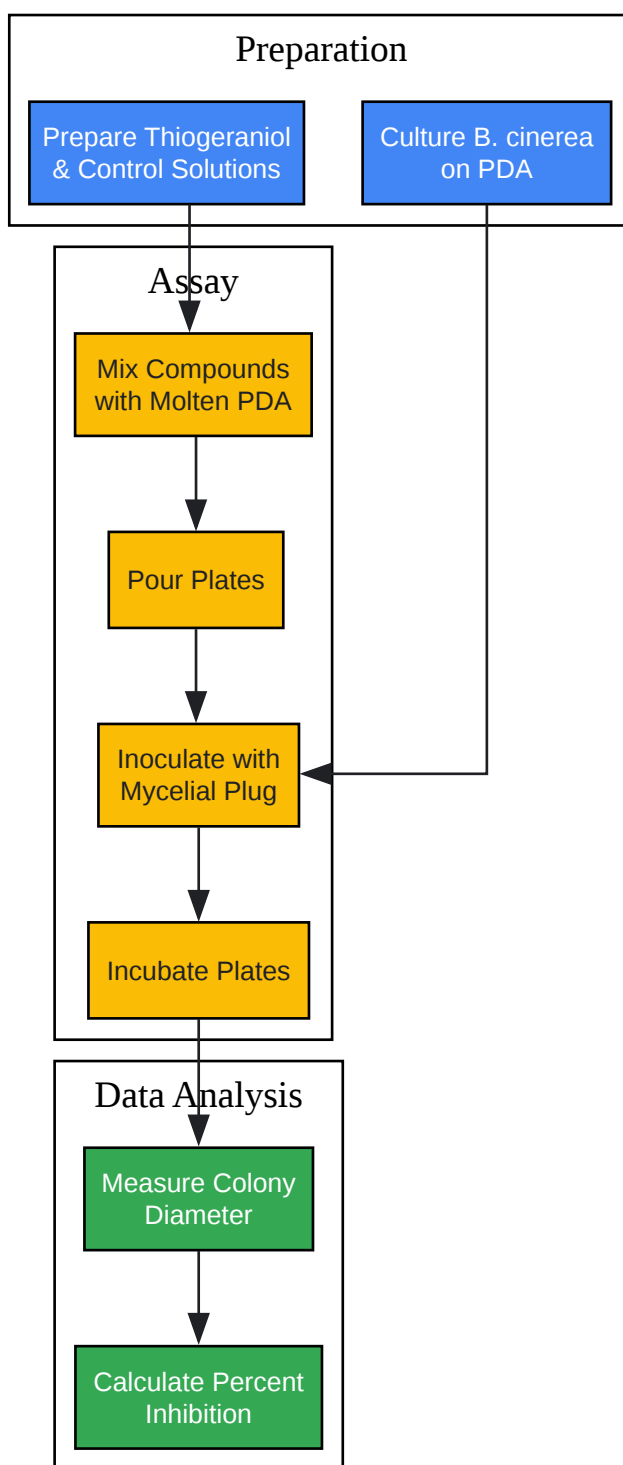 Preparation
Prepare Thiogeraniol
& Control Solutions
Culture B. cinerea
on PDA
Assay
Mix Compounds
with Molten PDA
Pour Plates
Inoculate with
Mycelial Plug
Incubate Plates
Data Analysis
Measure Colony
Diameter
Calculate Percent
Inhibition